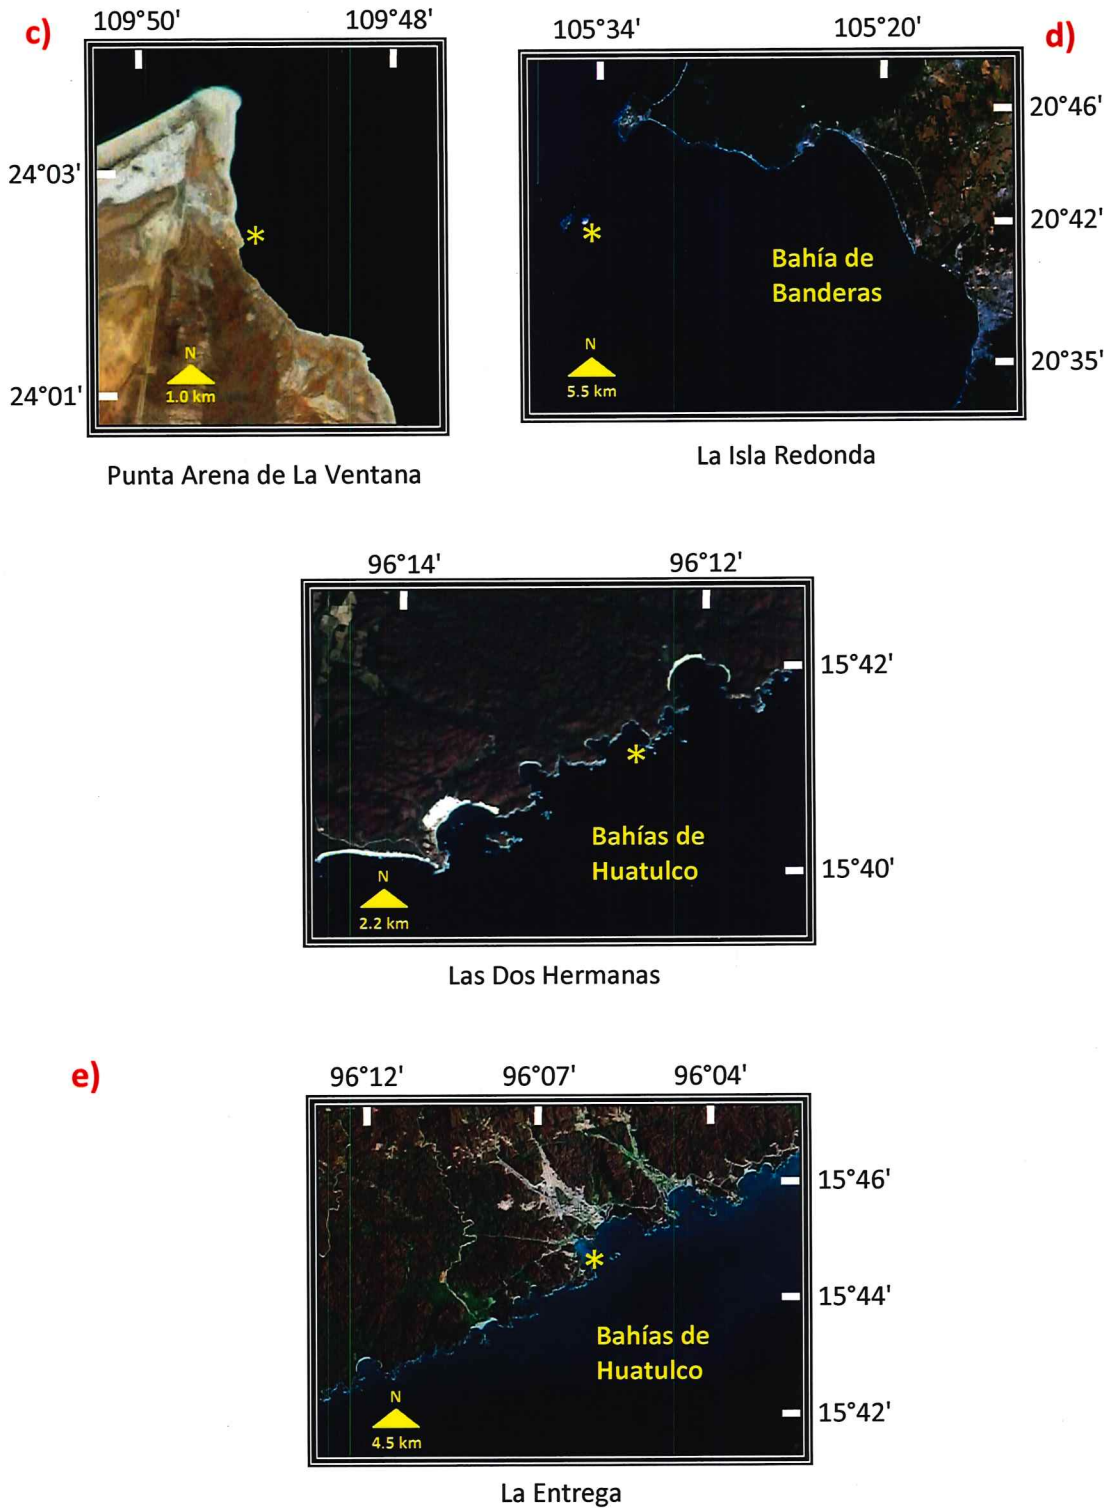 c)
109°50'
109°48'
24°03'
24°01'
N
1.0 km
Punta Arena de La Ventana
d)
105°34'
105°20'
20°46'
20°42'
20°35'
Bahía de
Banderas
N
5.5 km
La Isla Redonda
96°14'
96°12'
15°42'
15°40'
Bahías de
Huatulco
N
2.2 km
Las Dos Hermanas
e)
96°12'
96°07'
96°04'
15°46'
15°44'
15°42'
Bahías de
Huatulco
N
4.5 km
La Entrega